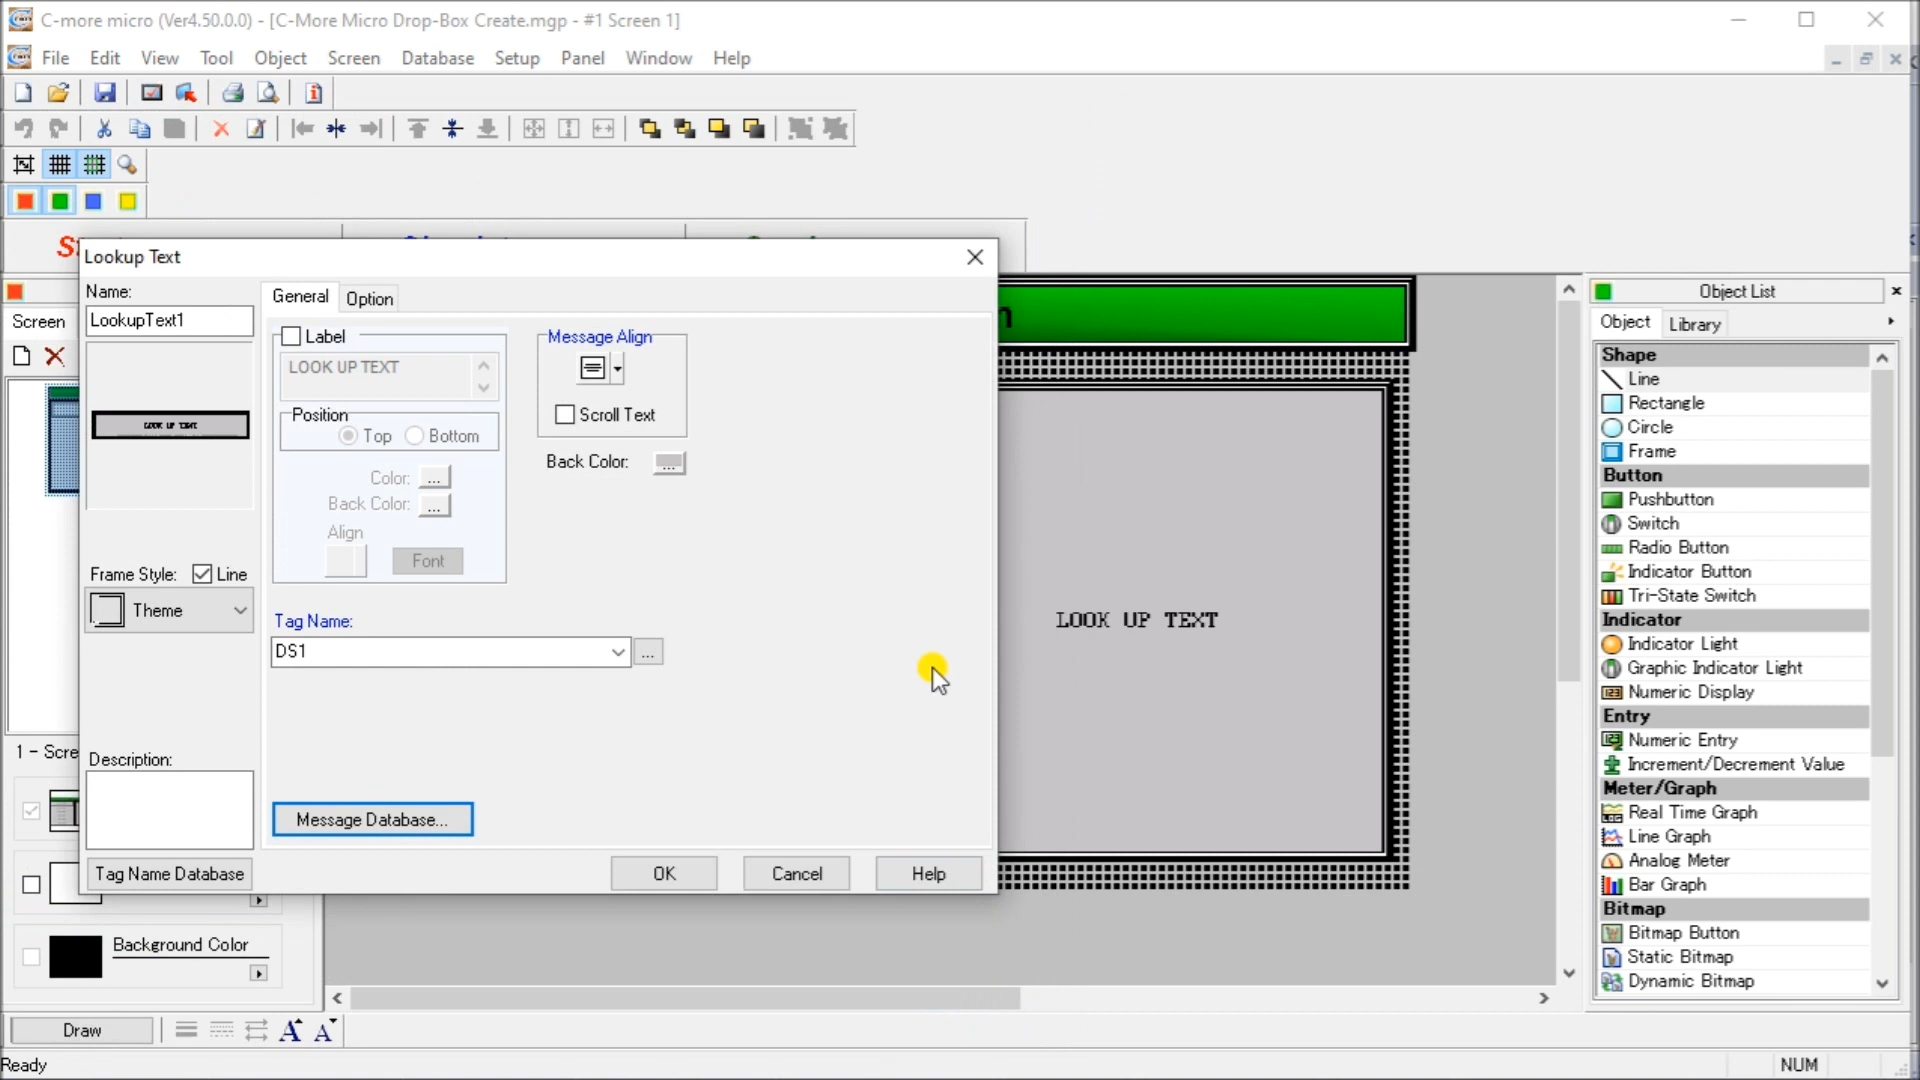 C-more micro (Ver4.50.0.0) - [C-More Micro Drop-Box Create.mgp - #1 Screen 1]
File Edit View Tool Object Screen Database Setup Panel Window Help
Lookup Text
Name:
LookupText1
LOOK UP TEXT
Frame Style: Line
Theme
Description:
Tag Name Database
General Option
Label
LOOK UP TEXT
Position
Top Bottom
Color: ...
Back Color: ...
Align
Font
Message Align
Scroll Text
Back Color: ...
Tag Name:
DS1 ...
Message Database...
OK Cancel Help
Screen
1 - Scre
Background Color
LOOK UP TEXT
Object List
Object Library
Shape
Line
Rectangle
Circle
Frame
Button
Pushbutton
Switch
Radio Button
Indicator Button
Tri-State Switch
Indicator
Indicator Light
Graphic Indicator Light
Numeric Display
Entry
Numeric Entry
Increment/Decrement Value
Meter/Graph
Real Time Graph
Line Graph
Analog Meter
Bar Graph
Bitmap
Bitmap Button
Static Bitmap
Dynamic Bitmap
Draw
Ready
NUM